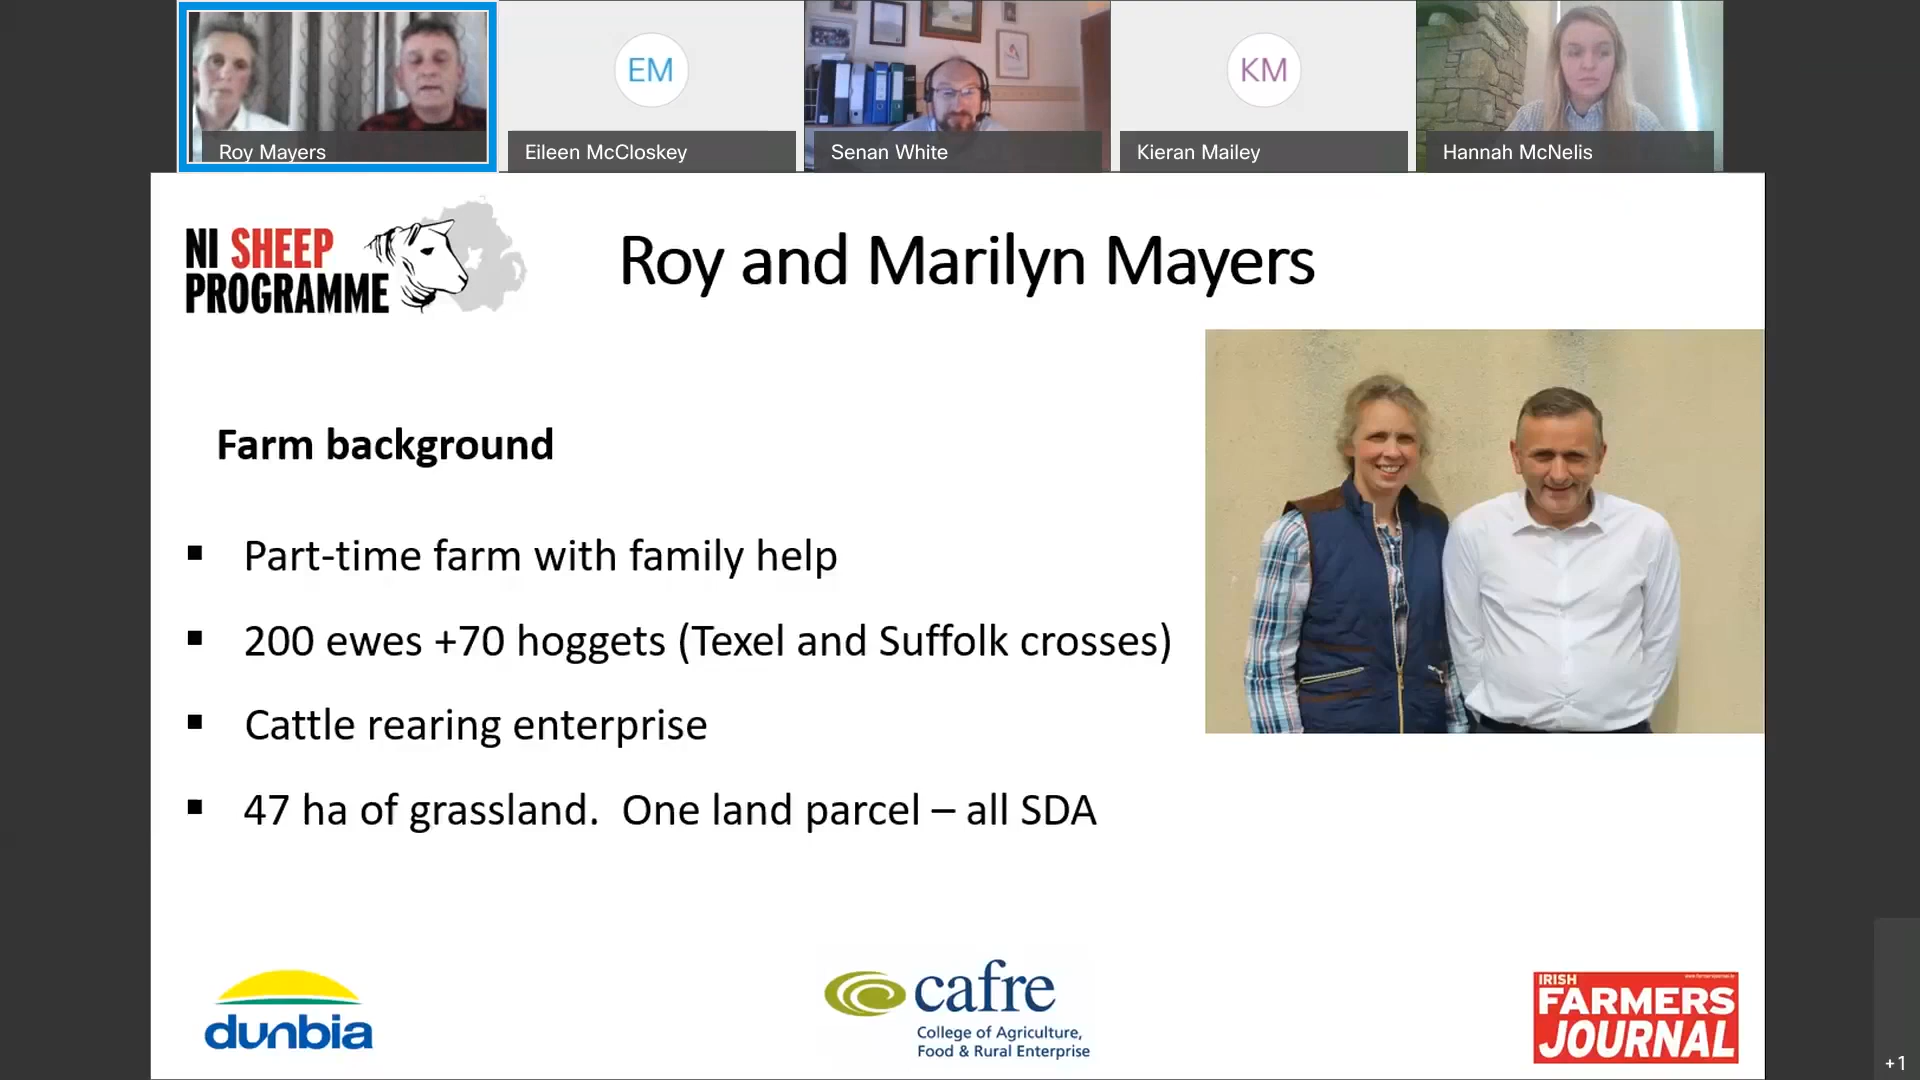 EM
KM
Roy Mayers
Eileen McCloskey
Senan White
Kieran Mailey
Hannah McNelis
NI SHEEP
PROGRAMME
Roy and Marilyn Mayers
Farm background
▪ Part-time farm with family help
▪ 200 ewes +70 hoggets (Texel and Suffolk crosses)
▪ Cattle rearing enterprise
▪ 47 ha of grassland. One land parcel – all SDA
dunbia
cafre
College of Agriculture,
Food & Rural Enterprise
IRISH
FARMERS
JOURNAL
+1